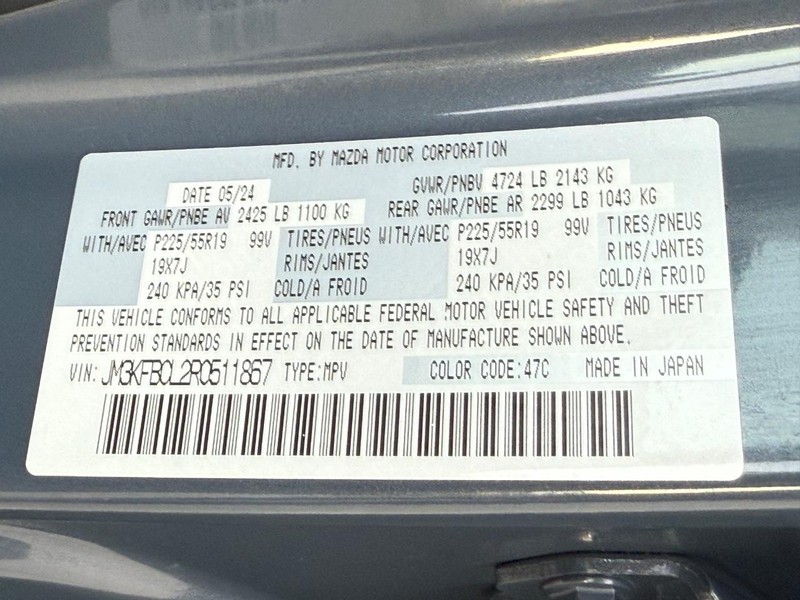 MFD. BY MAZDA MOTOR CORPORATION
DATE 05/24 GVWR/PNBV 4724 LB 2143 KG
FRONT GAWR/PNBE AV 2425 LB 1100 KG REAR GAWR/PNBE AR 2299 LB 1043 KG
WITH/AVEC P225/55R19 99V TIRES/PNEUS WITH/AVEC P225/55R19 99V TIRES/PNEUS
19X7J RIMS/JANTES 19X7J RIMS/JANTES
240 KPA/35 PSI COLD/A FROID 240 KPA/35 PSI COLD/A FROID
THIS VEHICLE CONFORMS TO ALL APPLICABLE FEDERAL MOTOR VEHICLE SAFETY AND THEFT
PREVENTION STANDARDS IN EFFECT ON THE DATE OF MANUFACTURE SHOWN ABOVE.
VIN: JM3KFBCL2R0511867 TYPE:MPV COLOR CODE:47C MADE IN JAPAN